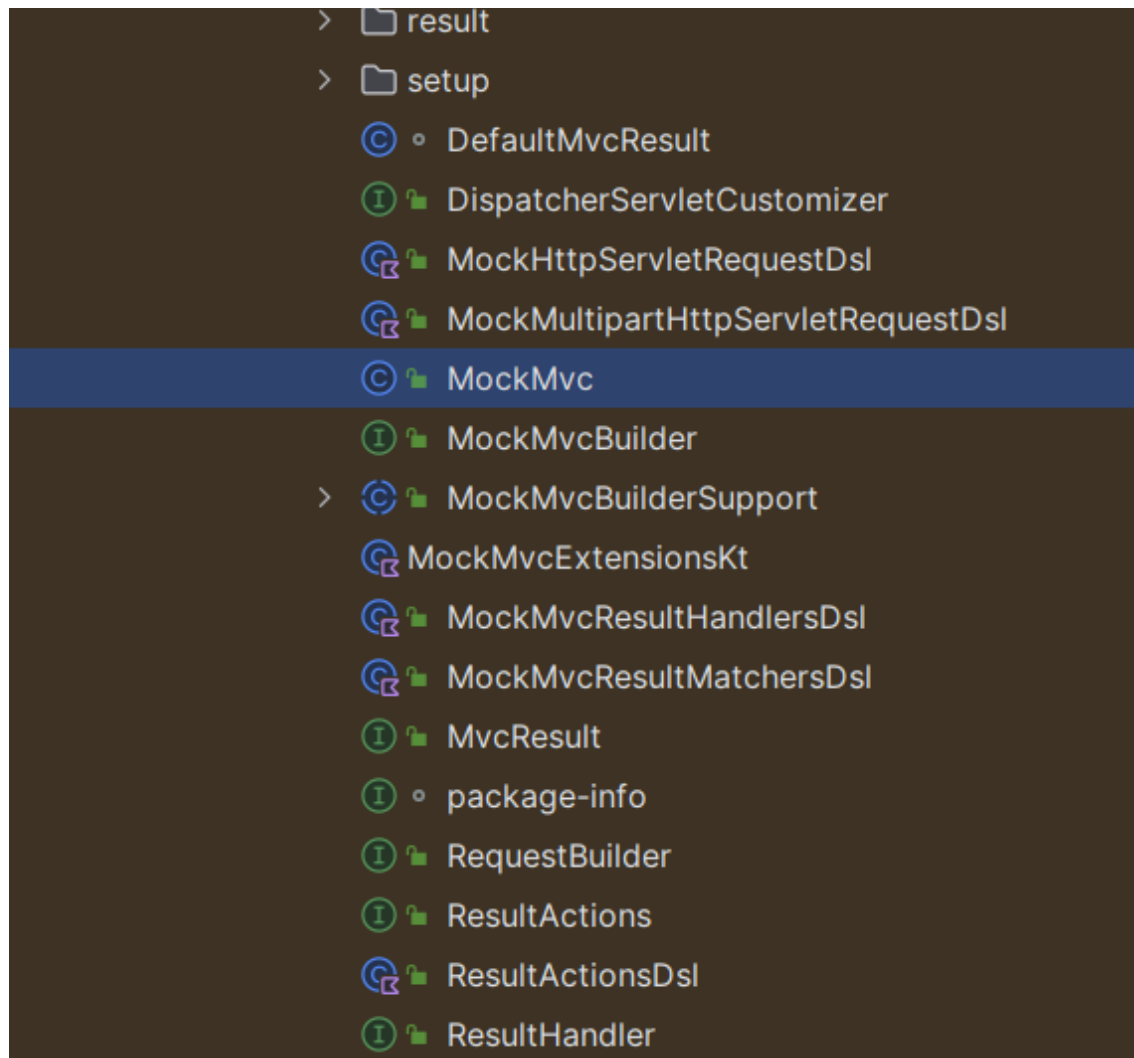 result
setup
DefaultMvcResult
DispatcherServletCustomizer
MockHttpServletRequestDsl
MockMultipartHttpServletRequestDsl
MockMvc
MockMvcBuilder
MockMvcBuilderSupport
MockMvcExtensionsKt
MockMvcResultHandlersDsl
MockMvcResultMatchersDsl
MvcResult
package-info
RequestBuilder
ResultActions
ResultActionsDsl
ResultHandler